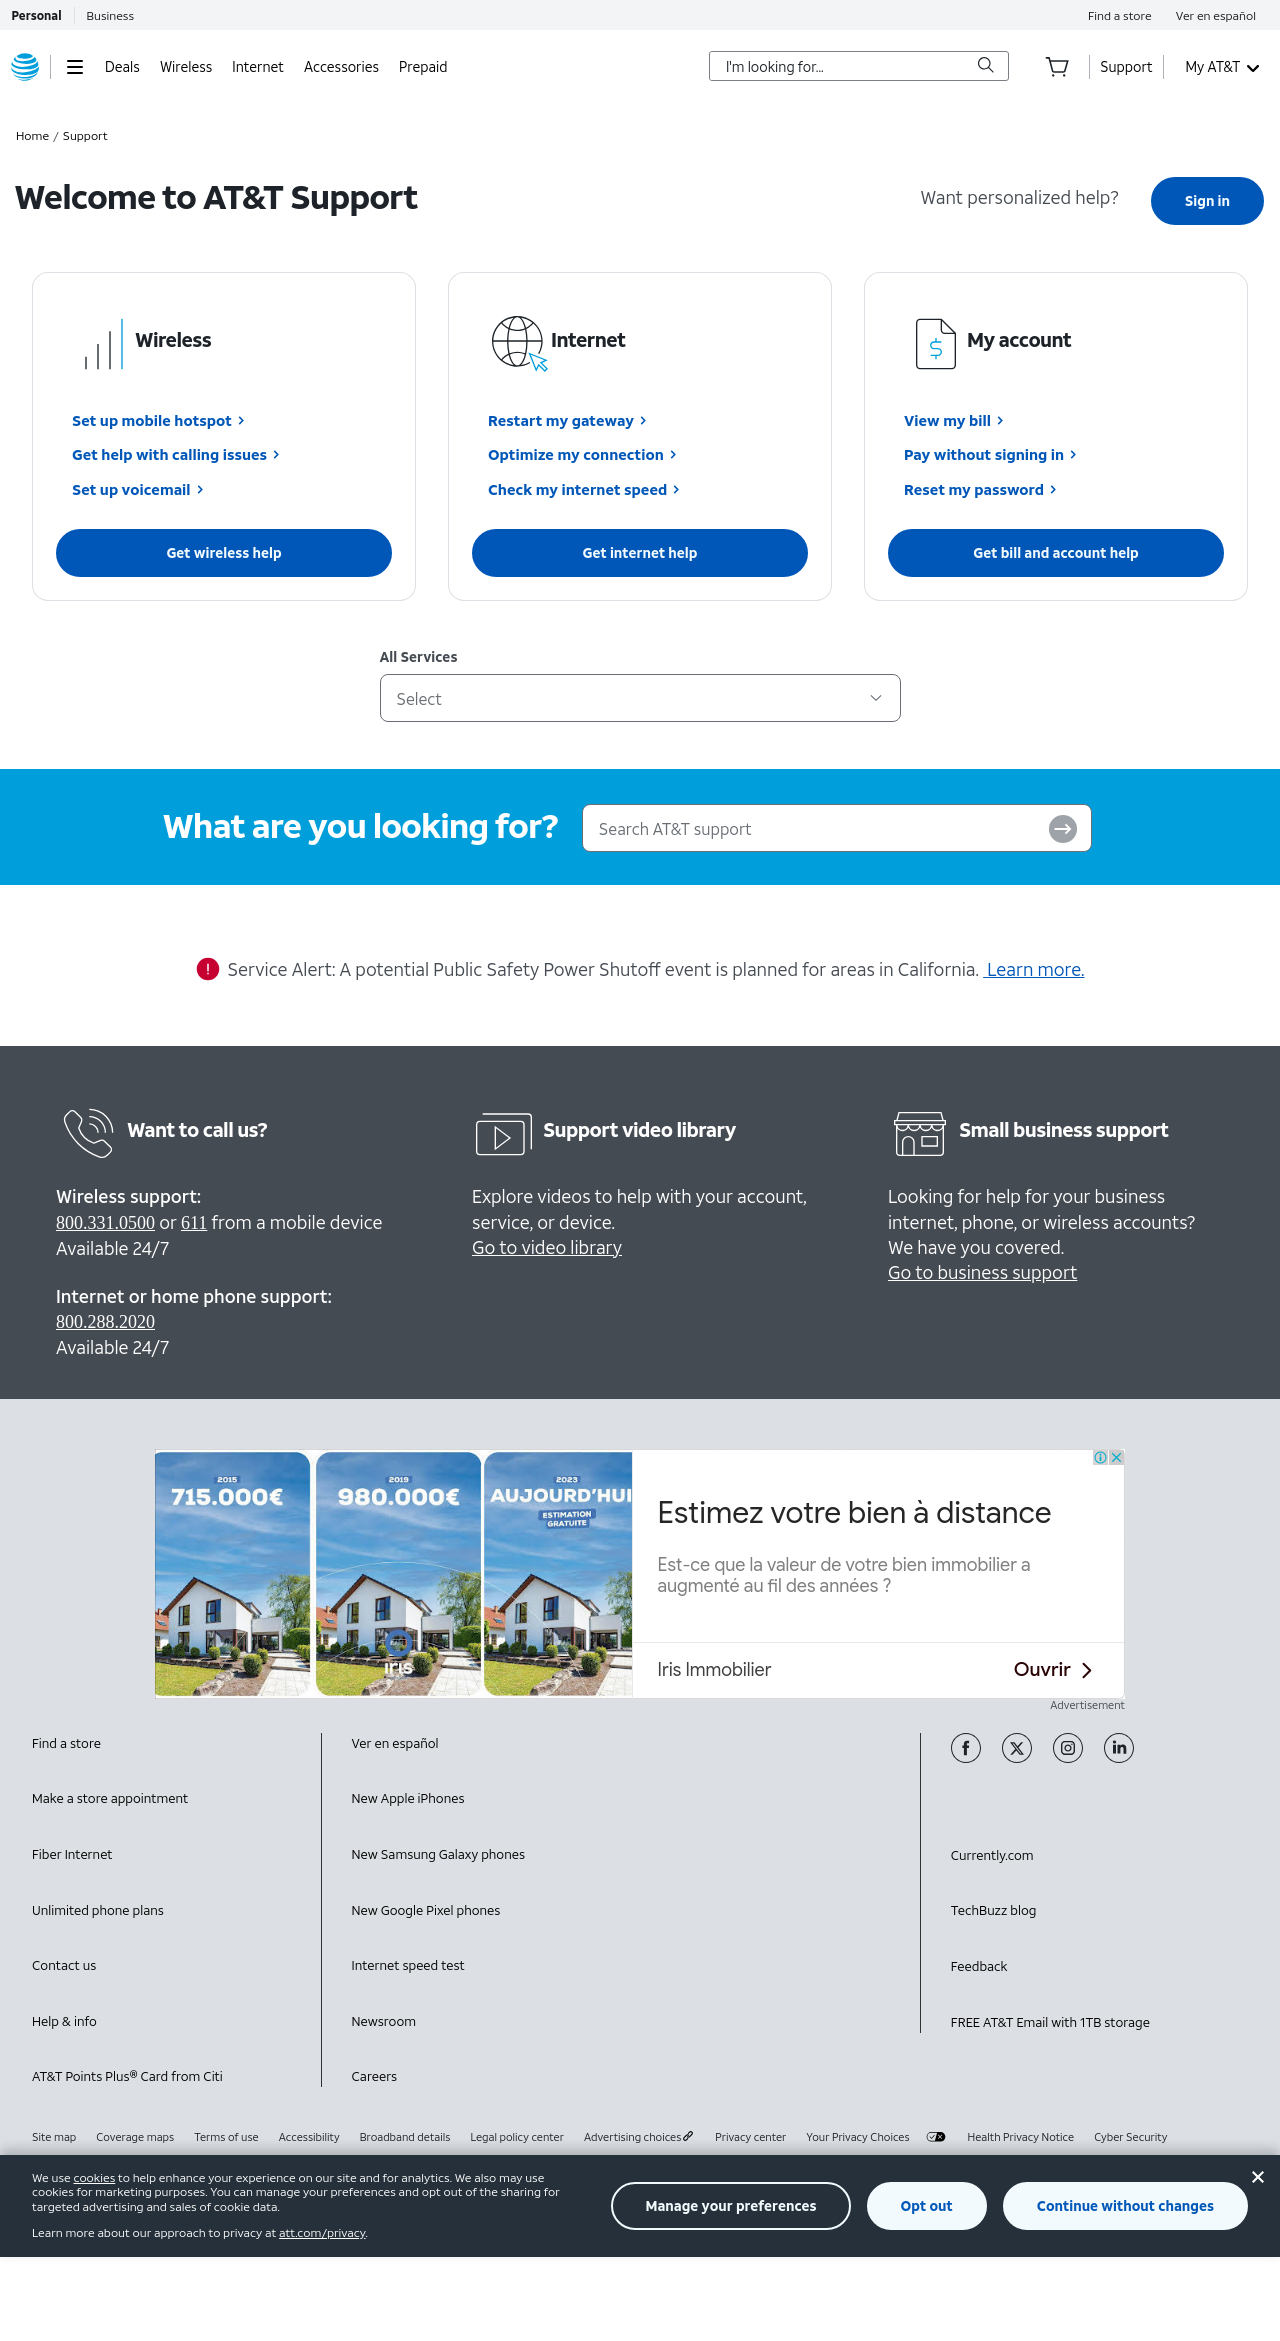 Personal
Business
Find a store
Ver en español
Deals
Wireless
Internet
Accessories
Prepaid
I'm looking for...
Support
My AT&T
Home / Support
Welcome to AT&T Support
Want personalized help?
Sign in
Wireless
Set up mobile hotspot
Get help with calling issues
Set up voicemail
Get wireless help
Internet
Restart my gateway
Optimize my connection
Check my internet speed
Get internet help
My account
View my bill
Pay without signing in
Reset my password
Get bill and account help
All Services
Select
What are you looking for?
Search AT&T support
Service Alert: A potential Public Safety Power Shutoff event is planned for areas in California. Learn more.
Want to call us?
Wireless support:
800.331.0500 or 611 from a mobile device
Available 24/7
Internet or home phone support:
800.288.2020
Available 24/7
Support video library
Explore videos to help with your account,
service, or device.
Go to video library
Small business support
Looking for help for your business
internet, phone, or wireless accounts?
We have you covered.
Go to business support
2015
715.000€
2019
980.000€
2023
AUJOURD'HUI
ESTIMATION
GRATUITE
IRIS
Estimez votre bien à distance
Est-ce que la valeur de votre bien immobilier a
augmenté au fil des années ?
Iris Immobilier
Ouvrir
Advertisement
Find a store
Make a store appointment
Fiber Internet
Unlimited phone plans
Contact us
Help & info
AT&T Points Plus® Card from Citi
Ver en español
New Apple iPhones
New Samsung Galaxy phones
New Google Pixel phones
Internet speed test
Newsroom
Careers
Currently.com
TechBuzz blog
Feedback
FREE AT&T Email with 1TB storage
Site map
Coverage maps
Terms of use
Accessibility
Broadband details
Legal policy center
Advertising choices
Privacy center
Your Privacy Choices
Health Privacy Notice
Cyber Security
We use cookies to help enhance your experience on our site and for analytics. We also may use
cookies for marketing purposes. You can manage your preferences and opt out of the sharing for
targeted advertising and sales of cookie data.
Learn more about our approach to privacy at att.com/privacy.
Manage your preferences
Opt out
Continue without changes